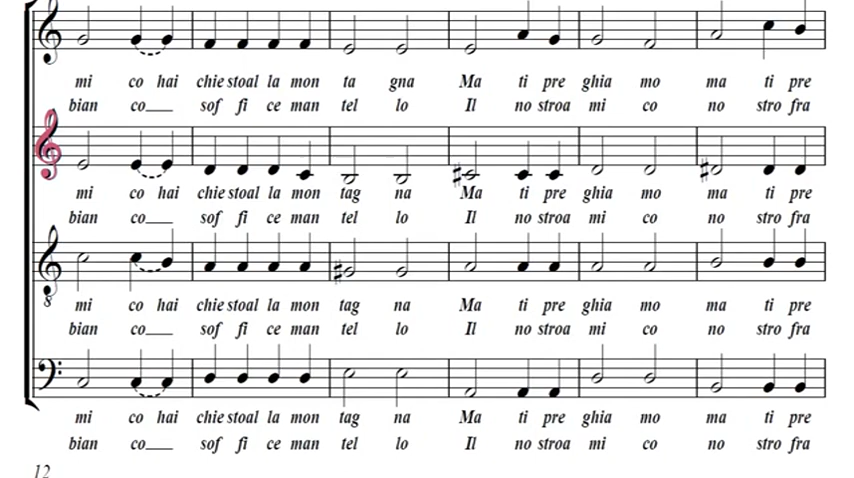 mi co hai chie stoal la mon ta gna Ma ti pre ghia mo ma ti pre
bian co___ sof fi ce man tel lo Il no stroa mi co no stro fra
mi co hai chie stoal la mon tag na Ma ti pre ghia mo ma ti pre
bian co___ sof fi ce man tel lo Il no stroa mi co no stro fra
8
mi co hai chie stoal la mon tag na Ma ti pre ghia mo ma ti pre
bian co___ sof fi ce man tel lo Il no stroa mi co no stro fra
mi co hai chie stoal la mon tag na Ma ti pre ghia mo ma ti pre
bian co___ sof fi ce man tel lo Il no stroa mi co no stro fra
12